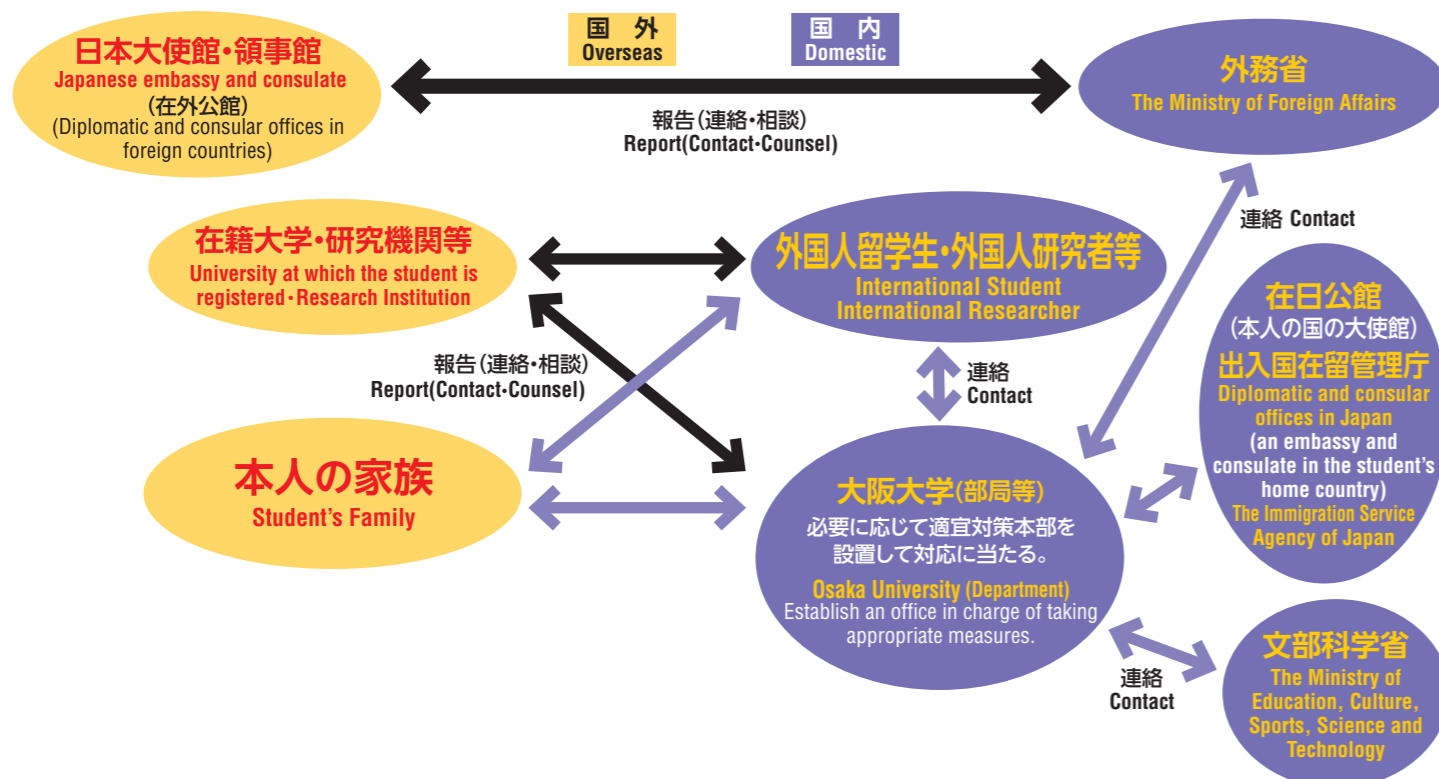 国 外
Overseas
国 内
Domestic
日本大使館・領事館
Japanese embassy and consulate
(在外公館)
(Diplomatic and consular offices in
foreign countries)
外務省
The Ministry of Foreign Affairs
報告(連絡・相談)
Report(Contact・Counsel)
在籍大学・研究機関等
University at which the student is
registered・Research Institution
外国人留学生・外国人研究者等
International Student
International Researcher
連絡 Contact
報告(連絡・相談)
Report(Contact・Counsel)
連絡
Contact
在日公館
(本人の国の大使館)
出入国在留管理庁
Diplomatic and consular
offices in Japan
(an embassy and
consulate in the student's
home country)
The Immigration Service
Agency of Japan
本人の家族
Student's Family
大阪大学(部局等)
必要に応じて適宜対策本部を
設置して対応に当たる。
Osaka University (Department)
Establish an office in charge of taking
appropriate measures.
連絡
Contact
文部科学省
The Ministry of
Education, Culture,
Sports, Science and
Technology